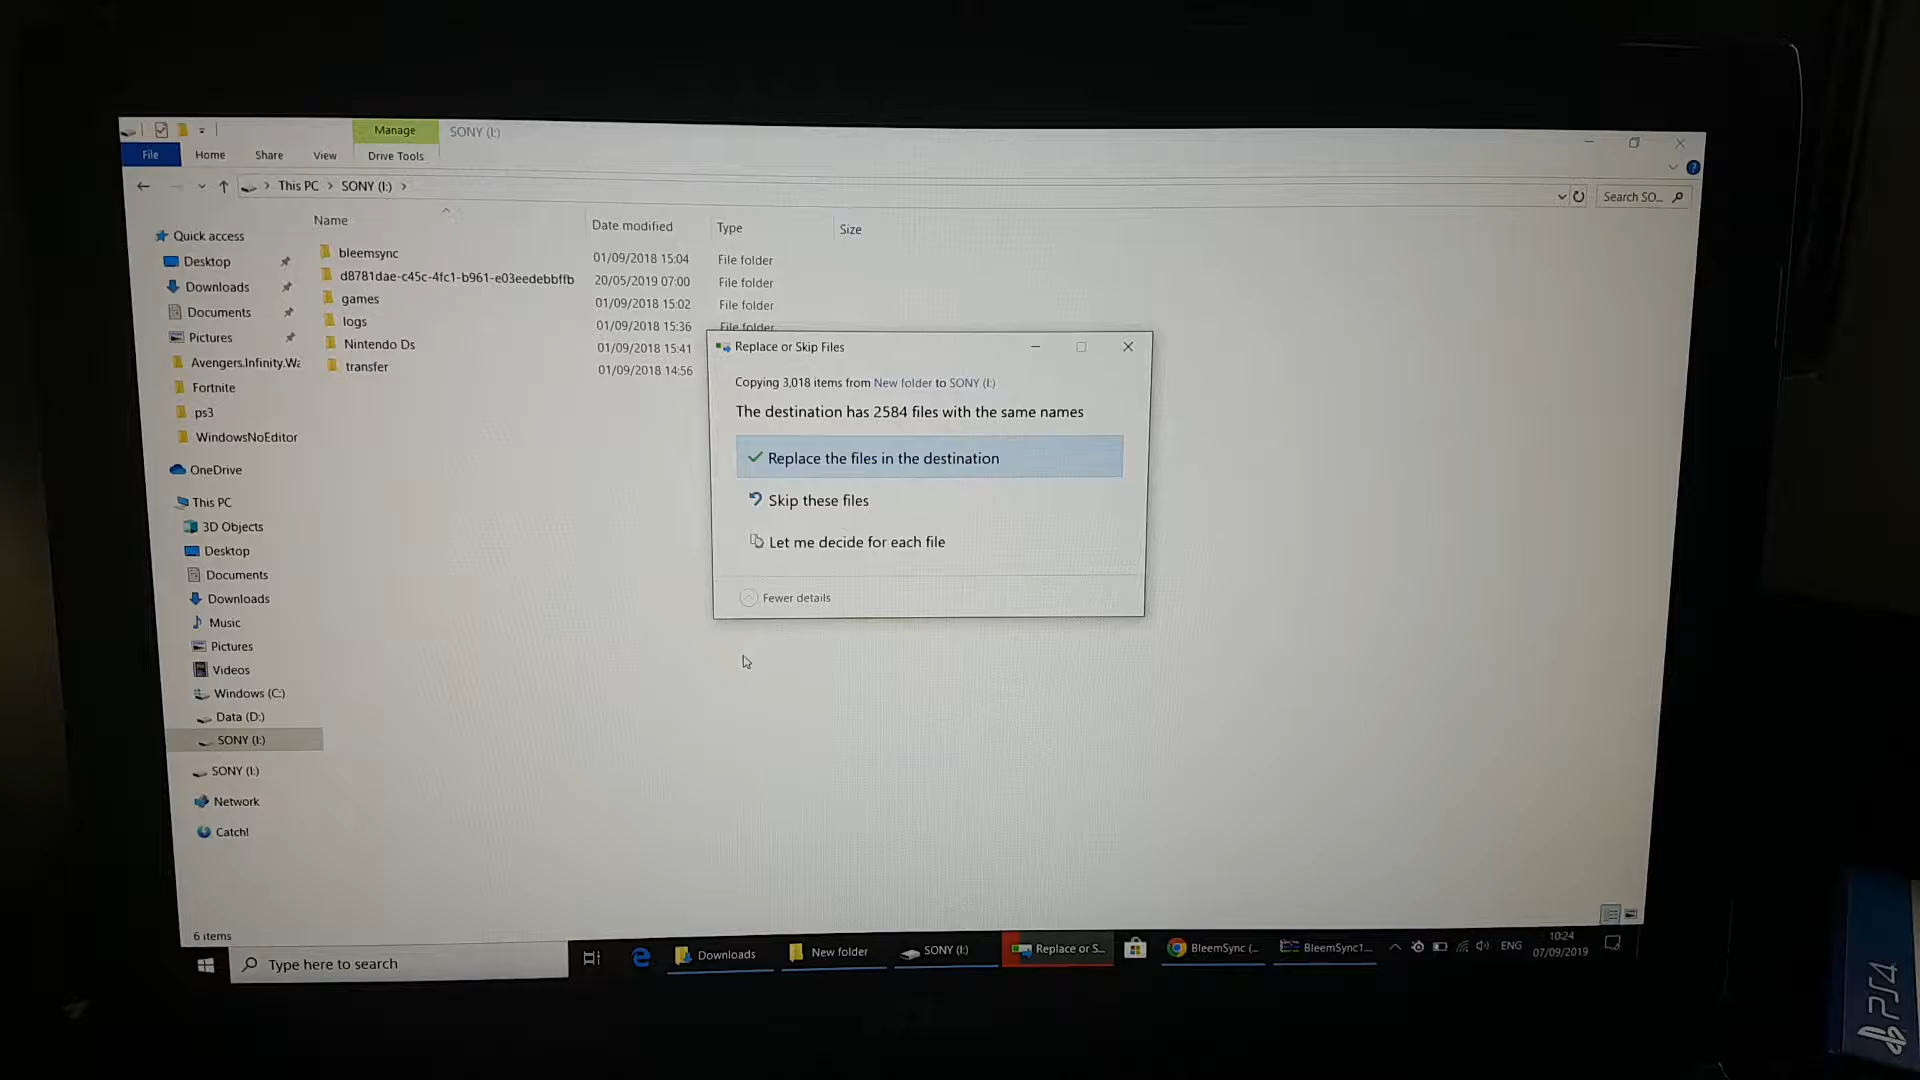 Manage
SONY (I:)
File
Home
Share
View
Drive Tools
This PC > SONY (I:) >
Search SO...
Name
Date modified
Type
Size
Quick access
Desktop
Downloads
Documents
Pictures
Avengers.Infinity.Wa
Fortnite
ps3
WindowsNoEditor
OneDrive
This PC
3D Objects
Desktop
Documents
Downloads
Music
Pictures
Videos
Windows (C:)
Data (D:)
SONY (I:)
SONY (I:)
Network
Catch!
bleemsync 01/09/2018 15:04 File folder
d8781dae-c45c-4fc1-b961-e03eedebbffb 20/05/2019 07:00 File folder
games 01/09/2018 15:02 File folder
logs 01/09/2018 15:36 File folder
Nintendo Ds 01/09/2018 15:41
transfer 01/09/2018 14:56
Replace or Skip Files
Copying 3,018 items from New folder to SONY (I:)
The destination has 2584 files with the same names
Replace the files in the destination
Skip these files
Let me decide for each file
Fewer details
6 items
Type here to search
Downloads
New folder
SONY (I:)
Replace or S...
BleemSync (...
BleemSync1...
ENG
10:24
07/09/2019
PS4